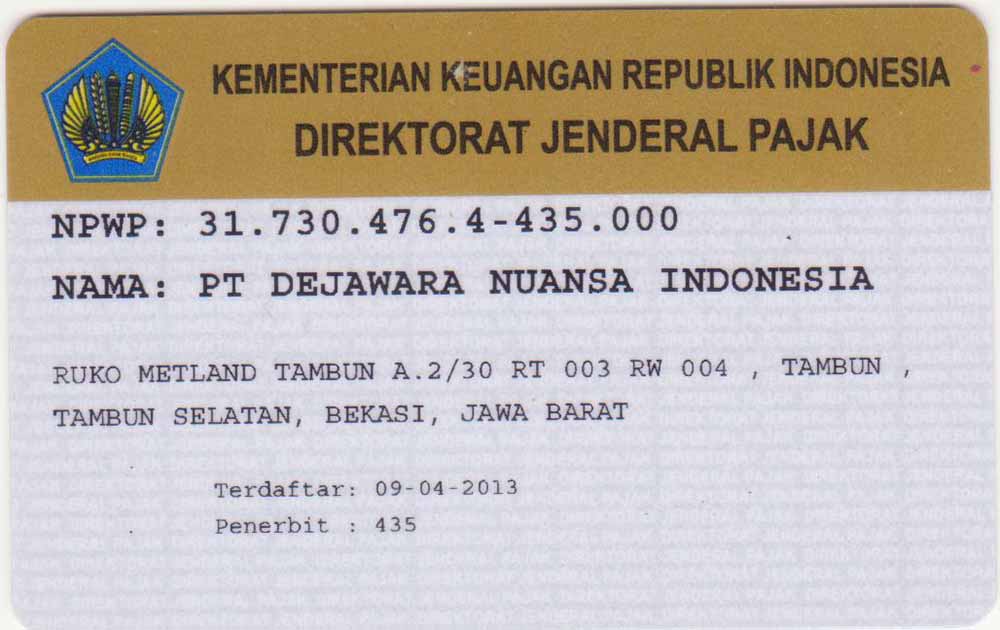 KEMENTERIAN KEUANGAN REPUBLIK INDONESIA
DIREKTORAT JENDERAL PAJAK
NPWP: 31.730.476.4-435.000
NAMA: PT DEJAWARA NUANSA INDONESIA
RUKO METLAND TAMBUN A.2/30 RT 003 RW 004 , TAMBUN ,
TAMBUN SELATAN, BEKASI, JAWA BARAT
Terdaftar: 09-04-2013
Penerbit : 435